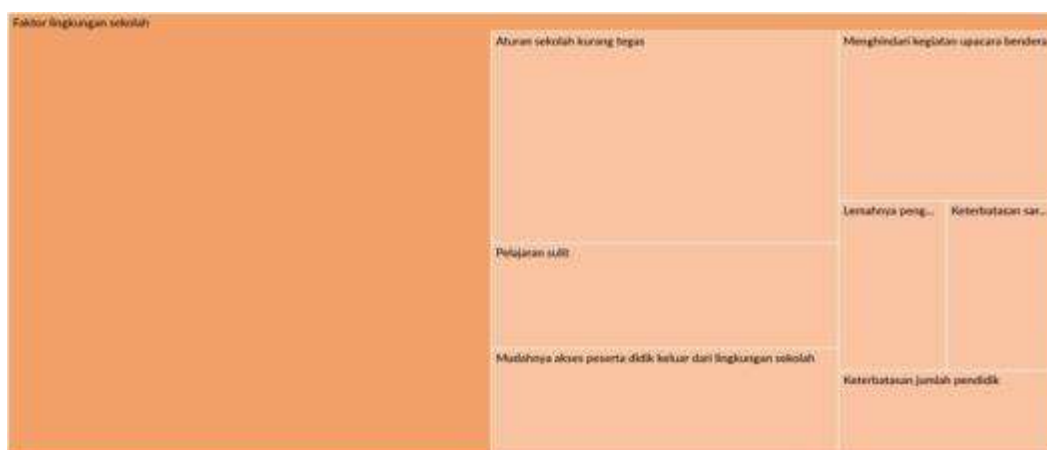 Faktor lingkungan sekolah
Aturan sekolah kurang tegas
Menghindari kegiatan upacara bendera
Lemahnya peng...
Keterbatasan sar...
Pelajaran sulit
Mudahnya akses peserta didik keluar dari lingkungan sekolah
Keterbatasan jumlah pendidik